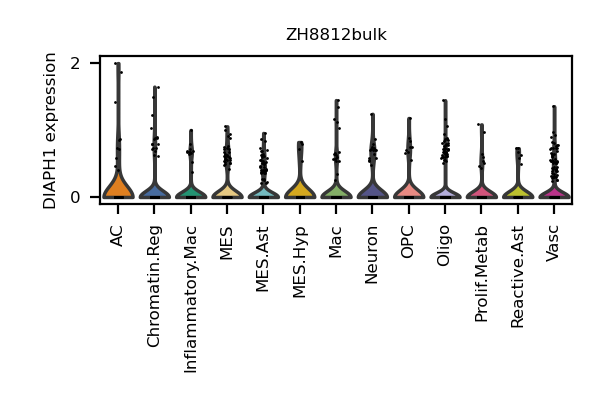 ZH8812bulk
DIAPH1 expression
2
0
AC
Chromatin.Reg
Inflammatory.Mac
MES
MES.Ast
MES.Hyp
Mac
Neuron
OPC
Oligo
Prolif.Metab
Reactive.Ast
Vasc